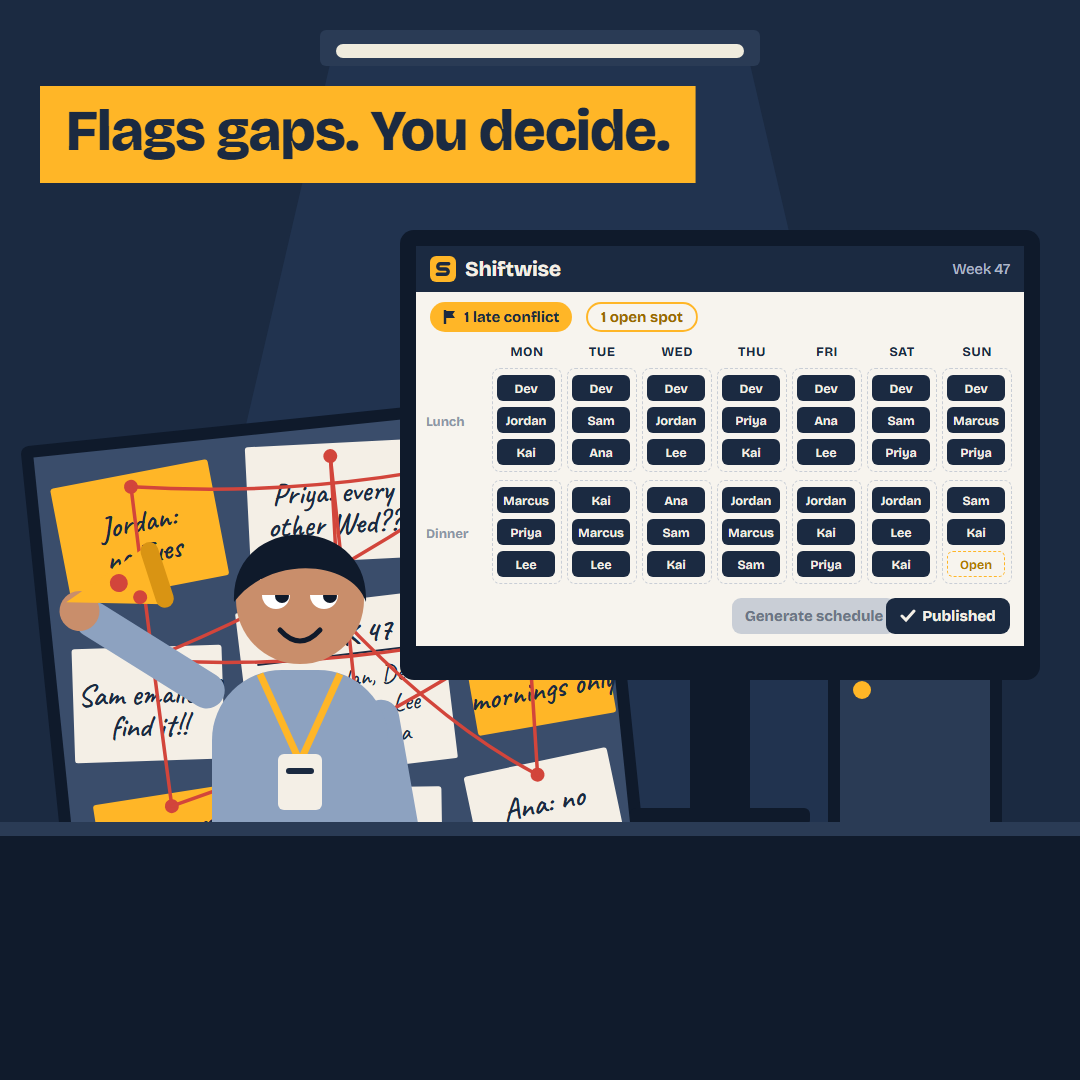 Flags gaps. You decide.
Shiftwise
Week 47
1 late conflict
1 open spot
MON TUE WED THU FRI SAT SUN
Lunch
Dev Dev Dev Dev Dev Dev Dev
Jordan Sam Jordan Priya Ana Sam Marcus
Kai Ana Lee Kai Lee Priya Priya
Dinner
Marcus Kai Ana Jordan Jordan Jordan Sam
Priya Marcus Sam Marcus Kai Lee Kai
Lee Lee Kai Sam Priya Kai Open
Generate schedule
Published
Jordan:
Priya: every
other Wed??
47
Lee
Sam
find it!!
mornings only
Ana: no